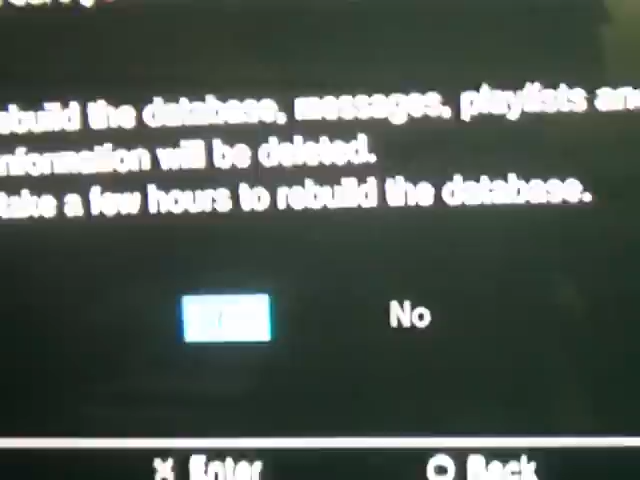 ebuild the database, messages, playlists an
nformation will be deleted.
take a few hours to rebuild the database.
No
X Enter
O Back